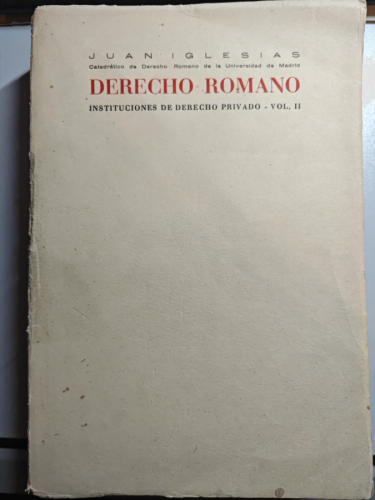 JUAN IGLESIAS
Catedrático de Derecho Romano de la Universidad de Madrid
DERECHO ROMANO
INSTITUCIONES DE DERECHO PRIVADO - VOL. II